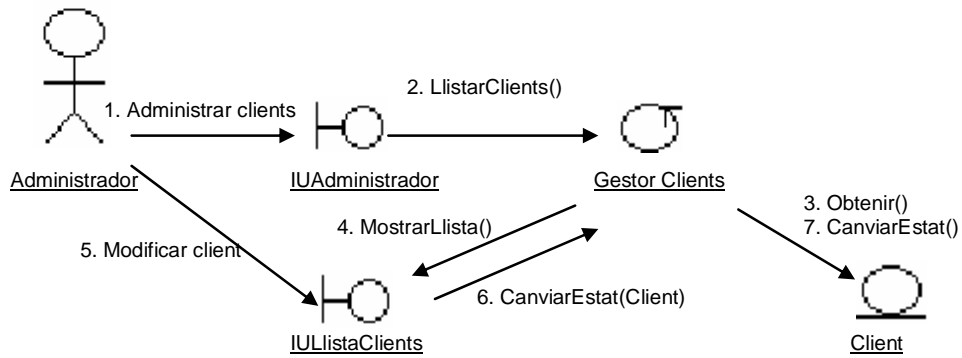 2. LlistarClients()
1. Administrar clients
Administrador
IUAdministrador
Gestor Clients
3. Obtenir()
7. CanviarEstat()
4. MostrarLlista()
5. Modificar client
6. CanviarEstat(Client)
IULlistaClients
Client